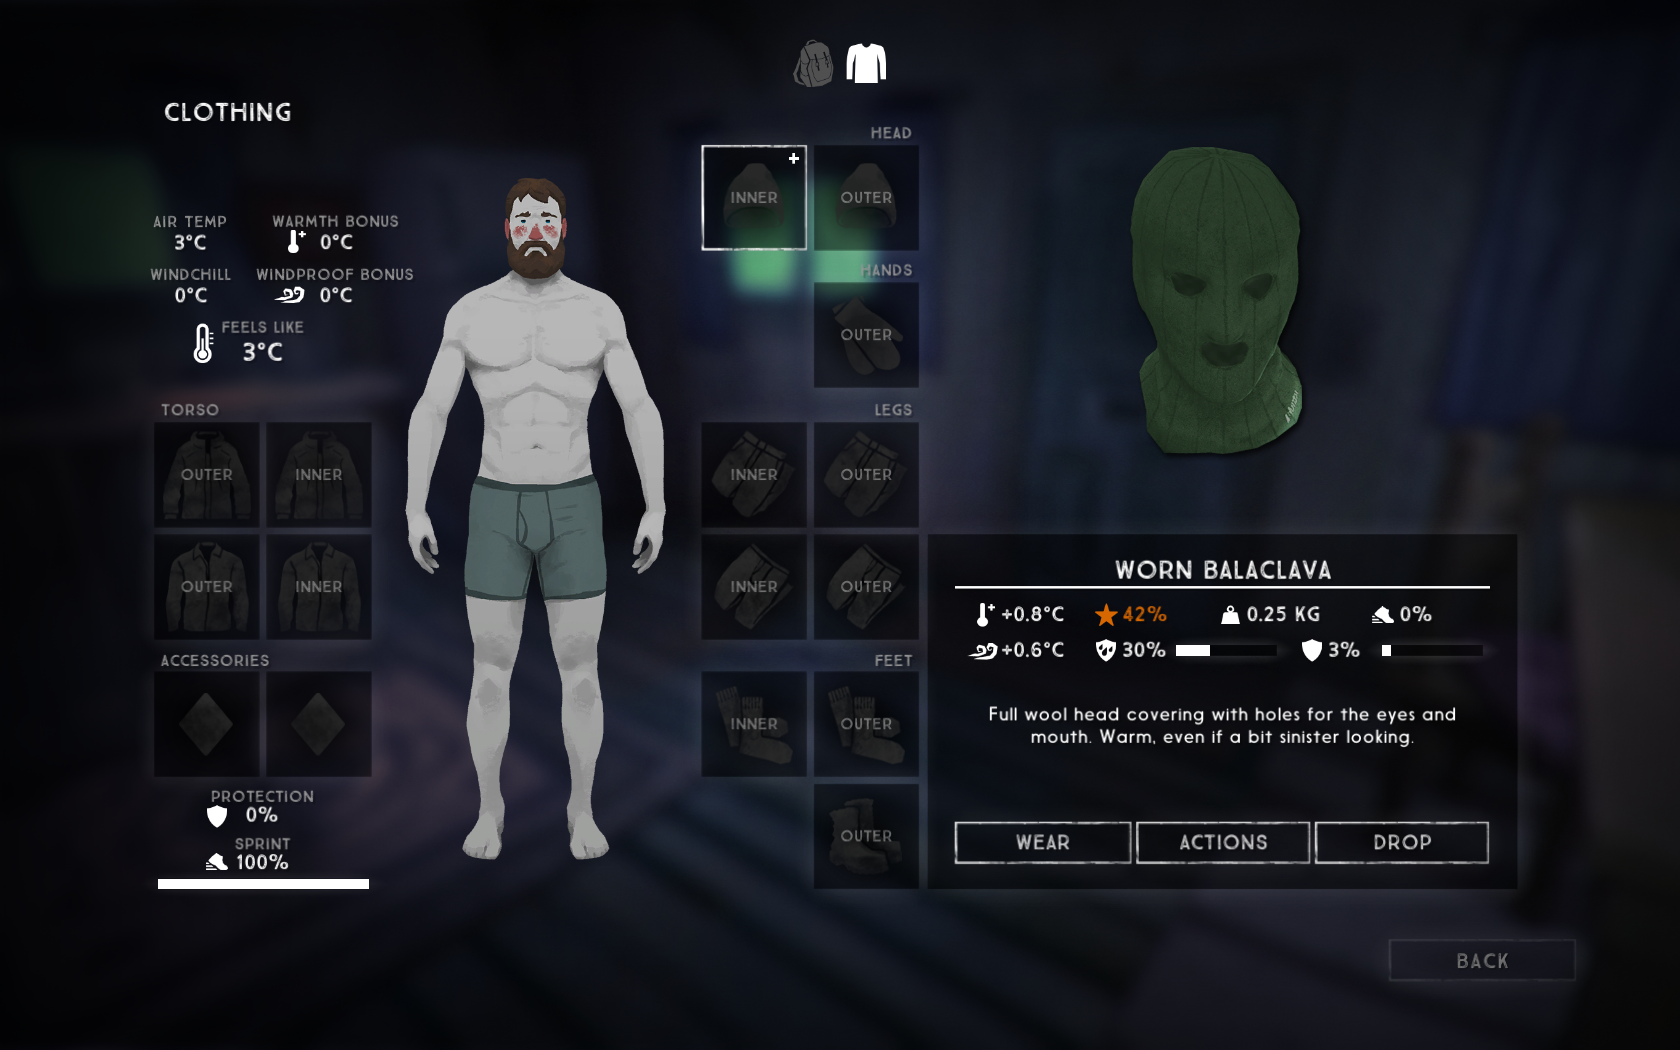 CLOTHING
AIR TEMP
3°C
WARMTH BONUS
0°C
WINDCHILL
0°C
WINDPROOF BONUS
0°C
FEELS LIKE
3°C
TORSO
OUTER
INNER
OUTER
INNER
ACCESSORIES
PROTECTION
0%
SPRINT
100%
HEAD
INNER
OUTER
HANDS
OUTER
LEGS
INNER
OUTER
INNER
OUTER
FEET
INNER
OUTER
OUTER
WORN BALACLAVA
+0.8°C 42% 0.25 KG 0%
+0.6°C 30% 3%
Full wool head covering with holes for the eyes and
mouth. Warm, even if a bit sinister looking.
WEAR
ACTIONS
DROP
BACK